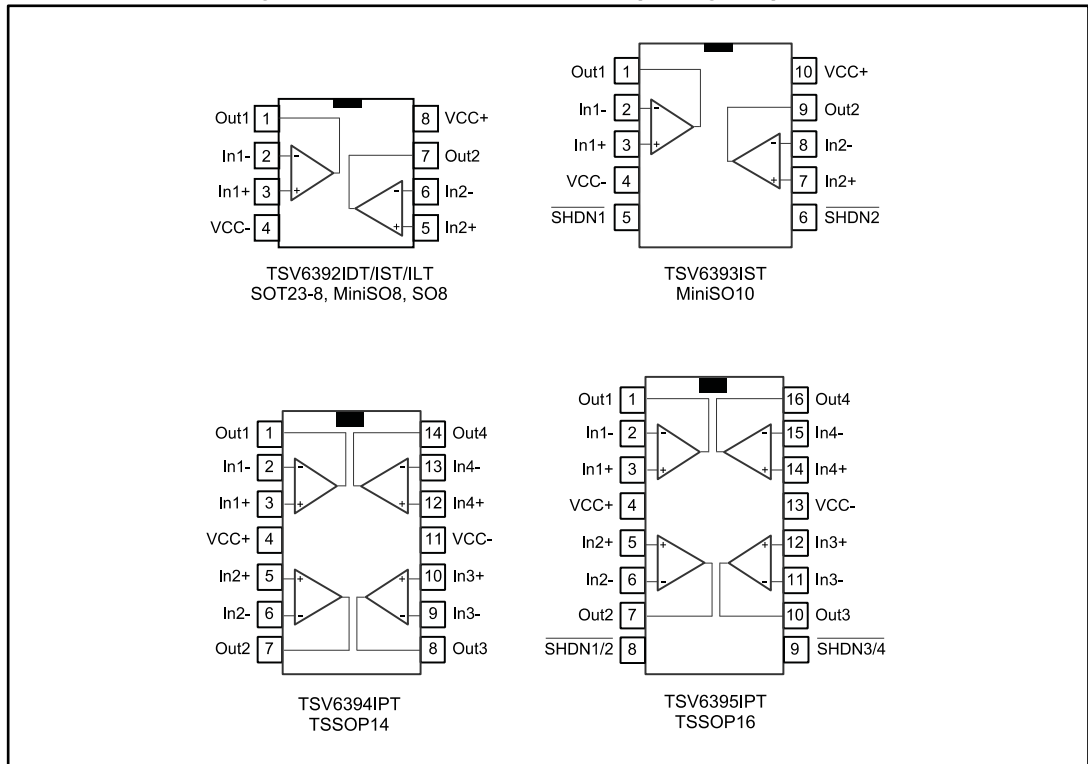 Out1 1
In1- 2 -
In1+ 3 +
VCC- 4
8 VCC+
7 Out2
- 6 In2-
+ 5 In2+
TSV6392IDT/IST/ILT
SOT23-8, MiniSO8, SO8
Out1 1
In1- 2 -
In1+ 3 +
VCC- 4
SHDN1 5
10 VCC+
9 Out2
- 8 In2-
+ 7 In2+
6 SHDN2
TSV6393IST
MiniSO10
Out1 1
In1- 2 -
In1+ 3 +
VCC+ 4
In2+ 5 +
In2- 6 -
Out2 7
14 Out4
- 13 In4-
+ 12 In4+
11 VCC-
+ 10 In3+
- 9 In3-
8 Out3
TSV6394IPT
TSSOP14
Out1 1
In1- 2 -
In1+ 3 +
VCC+ 4
In2+ 5 +
In2- 6 -
Out2 7
SHDN1/2 8
16 Out4
- 15 In4-
+ 14 In4+
13 VCC-
+ 12 In3+
- 11 In3-
10 Out3
9 SHDN3/4
TSV6395IPT
TSSOP16